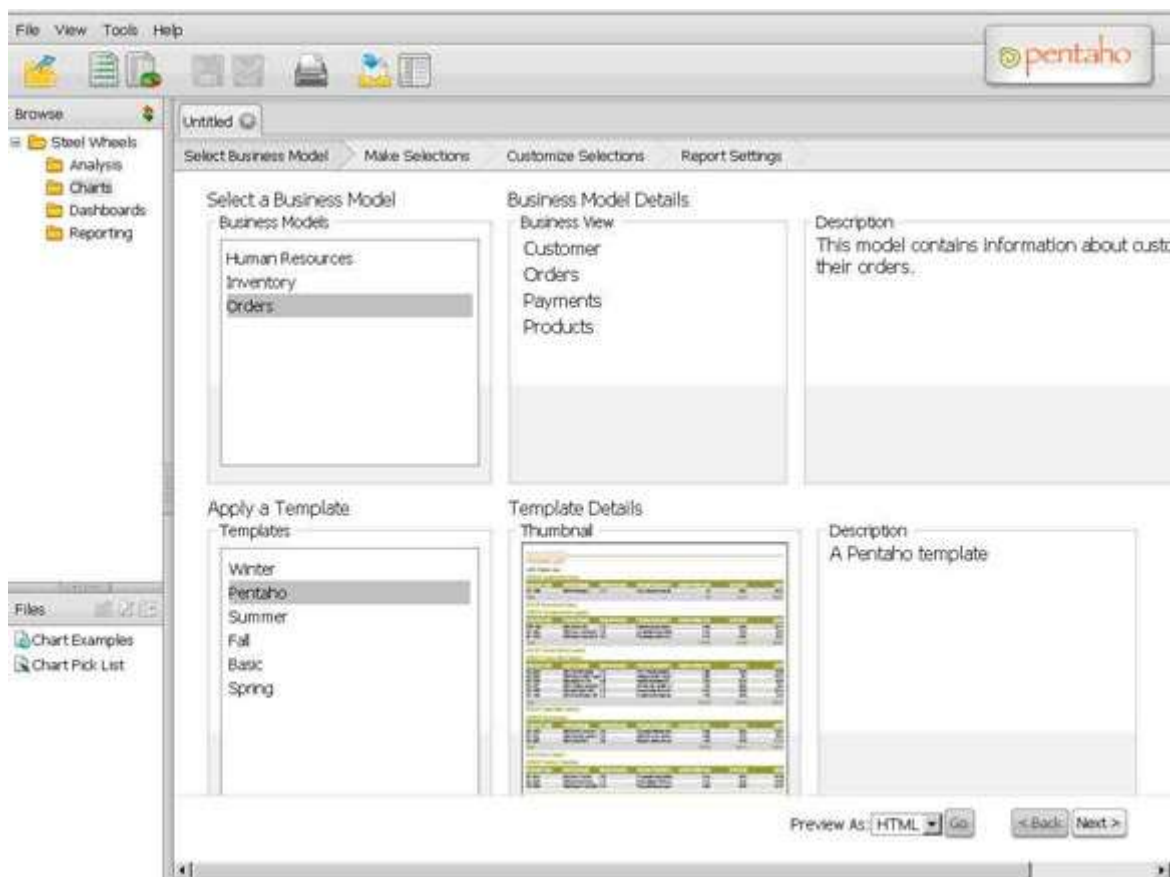 File View Tools Help
pentaho
Browse
Steel Wheels
Analysis
Charts
Dashboards
Reporting
Untitled
Select Business Model Make Selections Customize Selections Report Settings
Select a Business Model
Business Models
Human Resources
Inventory
Orders
Business Model Details
Business View
Customer
Orders
Payments
Products
Description
This model contains information about custo
their orders.
Apply a Template
Templates
Winter
Pentaho
Summer
Fall
Basic
Spring
Template Details
Thumbnail
Description
A Pentaho template
Files
Chart Examples
Chart Pick List
Preview As: HTML Go < Back Next >